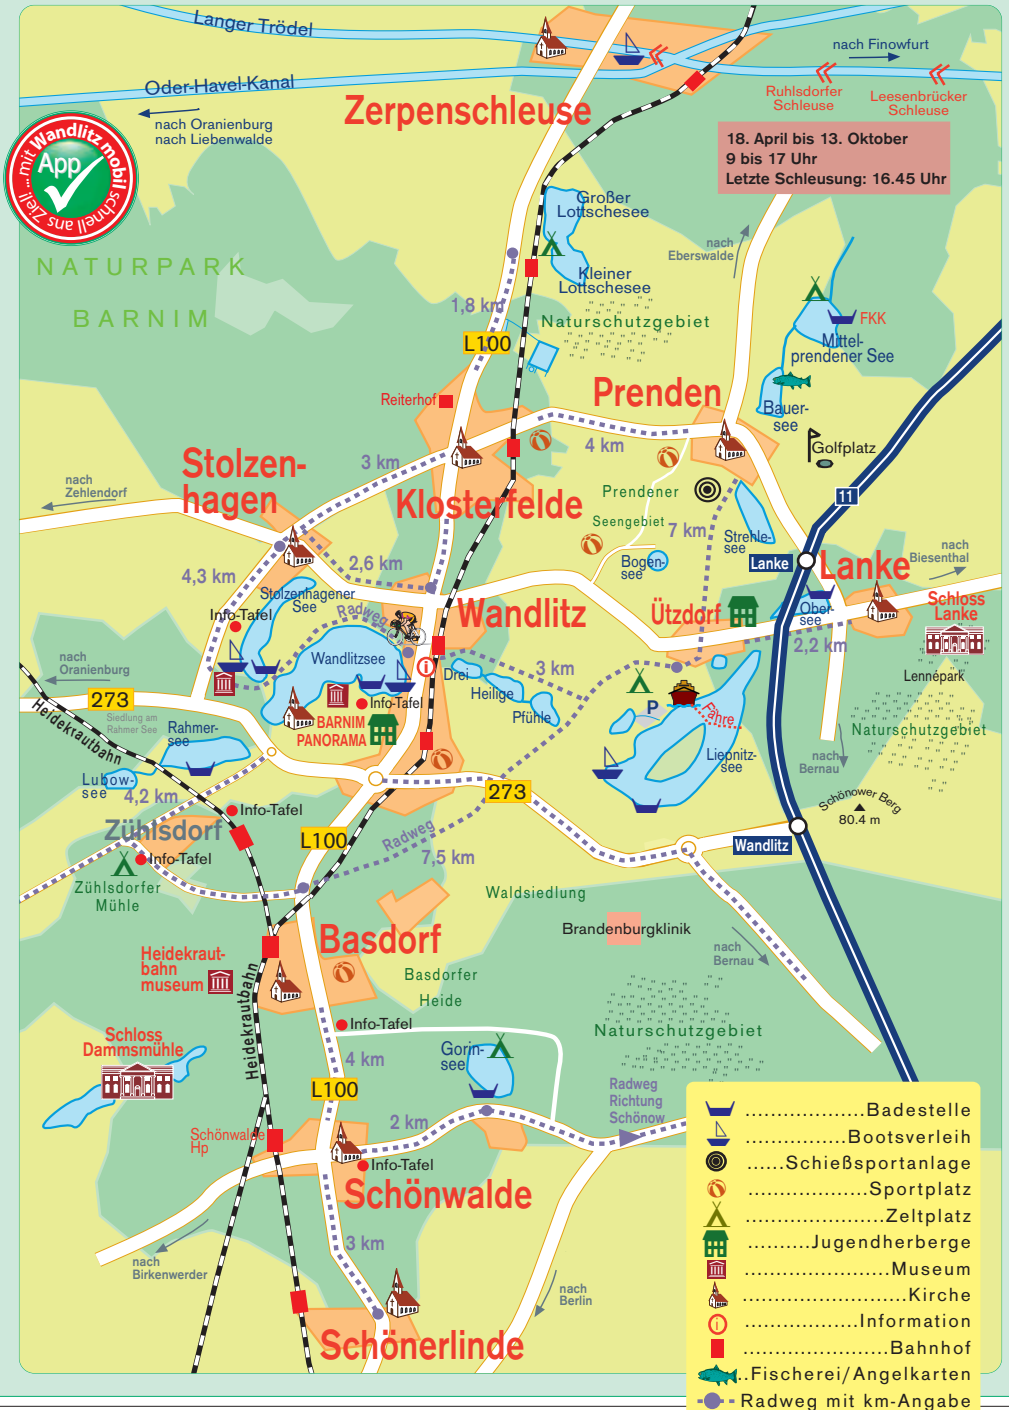 Langer Trödel
Oder-Havel-Kanal
nach Oranienburg
nach Liebenwalde
nach Finowfurt
Ruhlsdorfer
Schleuse
Leesenbrücker
Schleuse
Zerpenschleuse
18. April bis 13. Oktober
9 bis 17 Uhr
Letzte Schleusung: 16.45 Uhr
...mit Wandlitz mobil schnell ans Ziel!
App
NATURPARK
BARNIM
Großer
Lottschesee
Kleiner
Lottschesee
nach
Eberswalde
1,8 km
L100
Naturschutzgebiet
FKK
Mittel-
prendener See
Bauer-
see
Reiterhof
Prenden
4 km
Golfplatz
Stolzen-
hagen
3 km
Klosterfelde
nach
Zehlendorf
Prendener
Seengebiet
7 km
11
Strehle-
see
Bogen-
see
Lanke
Lanke
nach
Biesenthal
4,3 km
2,6 km
Stolzenhagener
See
Info-Tafel
Radweg
Wandlitz
Ützdorf
Ober-
see
2,2 km
Schloss
Lanke
Lennépark
nach
Oranienburg
273
Heidekrautbahn
Siedlung am
Rahmer See
Rahmer-
see
Wandlitzsee
Info-Tafel
BARNIM
PANORAMA
Drei
Heilige
Pfühle
3 km
P
Fähre
Liepnitz-
see
Naturschutzgebiet
nach
Bernau
Lubow-
see
4,2 km
Info-Tafel
Zühlsdorf
Info-Tafel
Zühlsdorfer
Mühle
L100
Radweg
7,5 km
273
Schönower Berg
80.4 m
Wandlitz
Waldsiedlung
Brandenburgklinik
nach
Bernau
Basdorf
Heidekraut-
bahn
museum
Heidekrautbahn
Basdorfer
Heide
Info-Tafel
Naturschutzgebiet
Schloss
Dammsmühle
4 km
Gorin-
see
L100
2 km
Radweg
Richtung
Schönow
Schönwalde
Hp
Info-Tafel
Schönwalde
3 km
nach
Birkenwerder
nach
Berlin
Schönerlinde
...................Badestelle
................Bootsverleih
......Schießsportanlage
...................Sportplatz
......................Zeltplatz
..........Jugendherberge
.......................Museum
..........................Kirche
..................Information
.......................Bahnhof
..Fischerei/Angelkarten
Radweg mit km-Angabe